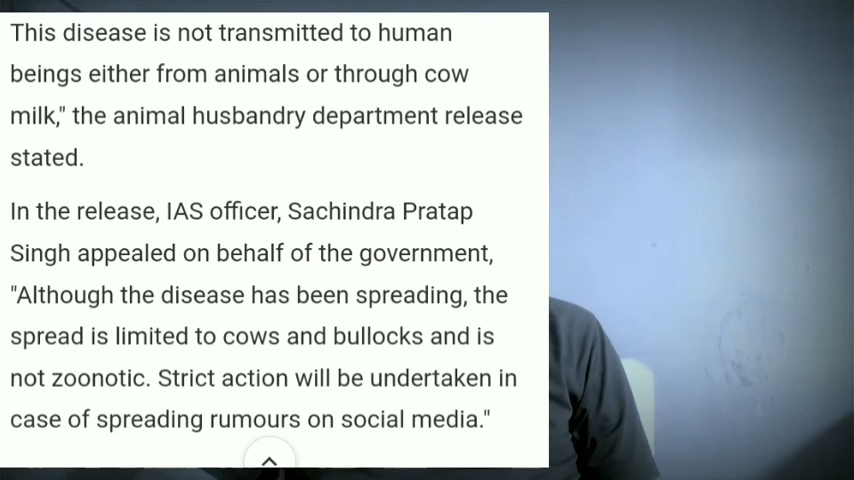 This disease is not transmitted to human
beings either from animals or through cow
milk," the animal husbandry department release
stated.
In the release, IAS officer, Sachindra Pratap
Singh appealed on behalf of the government,
"Although the disease has been spreading, the
spread is limited to cows and bullocks and is
not zoonotic. Strict action will be undertaken in
case of spreading rumours on social media."